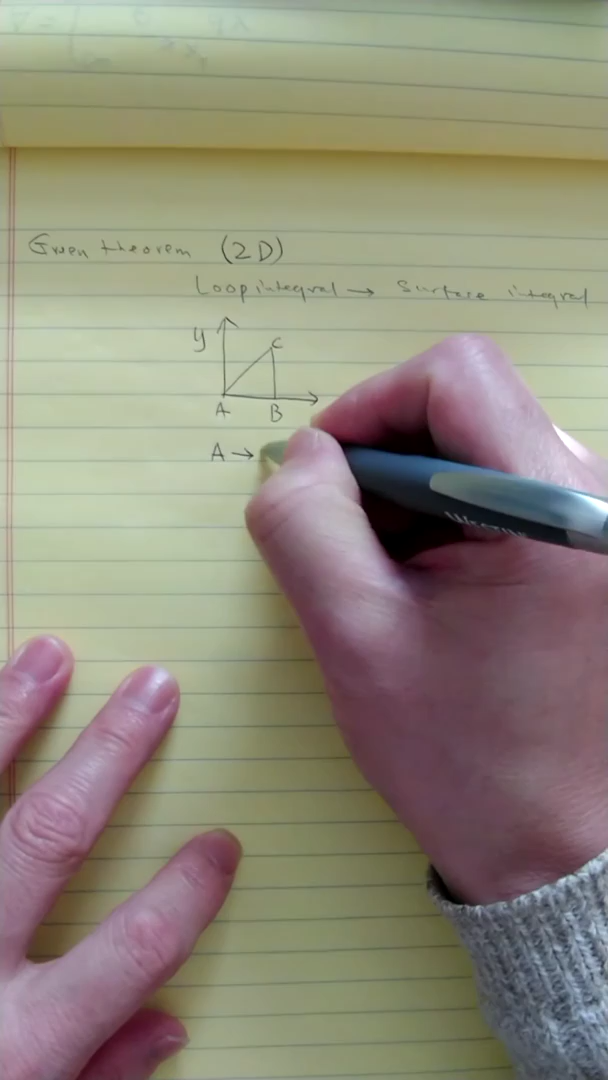 Green theorem (2D)
Loop integral → Surface integral
y
C
A B
A →